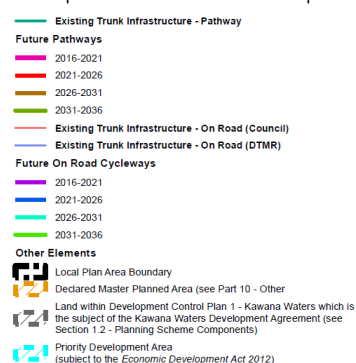 Existing Trunk Infrastructure - Pathway
Future Pathways
2016-2021
2021-2026
2026-2031
2031-2036
Existing Trunk Infrastructure - On Road (Council)
Existing Trunk Infrastructure - On Road (DTMR)
Future On Road Cycleways
2016-2021
2021-2026
2026-2031
2031-2036
Other Elements
Local Plan Area Boundary
Declared Master Planned Area (see Part 10 - Other
Land within Development Control Plan 1 - Kawana Waters which is
the subject of the Kawana Waters Development Agreement (see
Section 1.2 - Planning Scheme Components)
Priority Development Area
(subject to the Economic Development Act 2012)